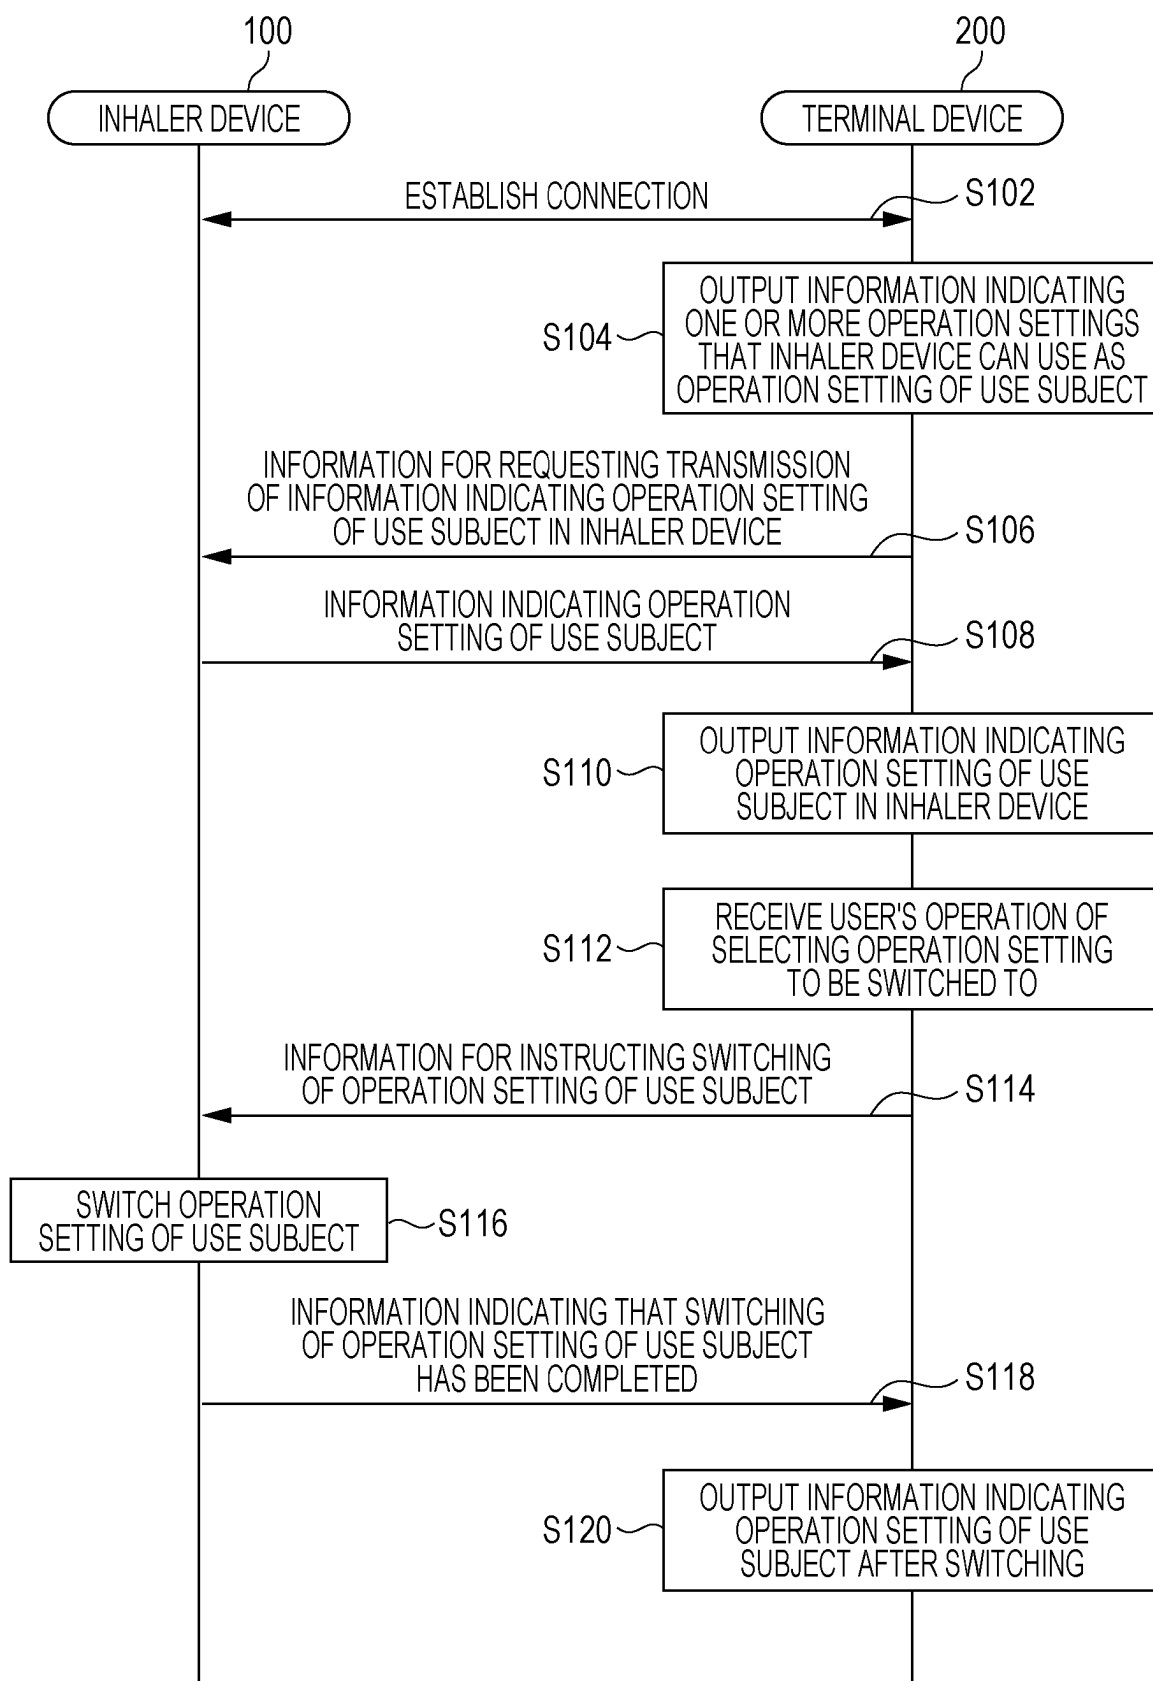 100
200
INHALER DEVICE
TERMINAL DEVICE
ESTABLISH CONNECTION
S102
OUTPUT INFORMATION INDICATING
ONE OR MORE OPERATION SETTINGS
THAT INHALER DEVICE CAN USE AS
OPERATION SETTING OF USE SUBJECT
S104
INFORMATION FOR REQUESTING TRANSMISSION
OF INFORMATION INDICATING OPERATION SETTING
OF USE SUBJECT IN INHALER DEVICE
S106
INFORMATION INDICATING OPERATION
SETTING OF USE SUBJECT
S108
OUTPUT INFORMATION INDICATING
OPERATION SETTING OF USE
SUBJECT IN INHALER DEVICE
S110
RECEIVE USER'S OPERATION OF
SELECTING OPERATION SETTING
TO BE SWITCHED TO
S112
INFORMATION FOR INSTRUCTING SWITCHING
OF OPERATION SETTING OF USE SUBJECT
S114
SWITCH OPERATION
SETTING OF USE SUBJECT
S116
INFORMATION INDICATING THAT SWITCHING
OF OPERATION SETTING OF USE SUBJECT
HAS BEEN COMPLETED
S118
OUTPUT INFORMATION INDICATING
OPERATION SETTING OF USE
SUBJECT AFTER SWITCHING
S120